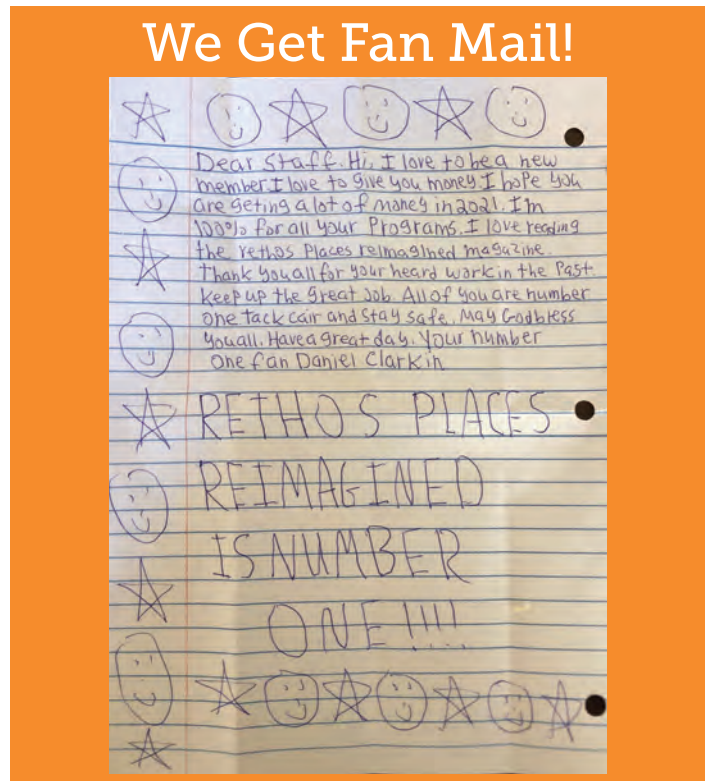 We Get Fan Mail!
Dear Staff. Hi, I love to be a new
member. I love to give you money. I hope you
are geting a lot of money in 2021. I'm
100% for all your Programs. I love reading
the rethos Places reimagined magazine.
Thank you all for your heard work in the Past.
keep up the great Job. All of you are number
one tack cair and stay safe. May God bless
you all. Have a great day. Your number
One fan Daniel Clarkin
RETHOS PLACES
REIMAGINED
IS NUMBER
ONE!!!!